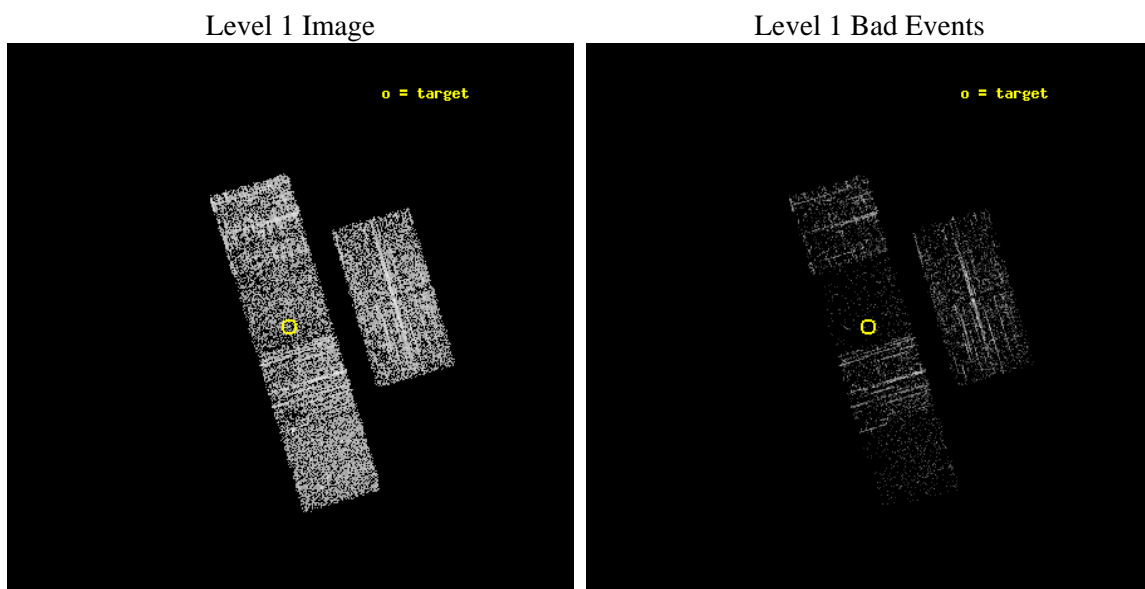 Level 1 Image
Level 1 Bad Events
o = target
o = target